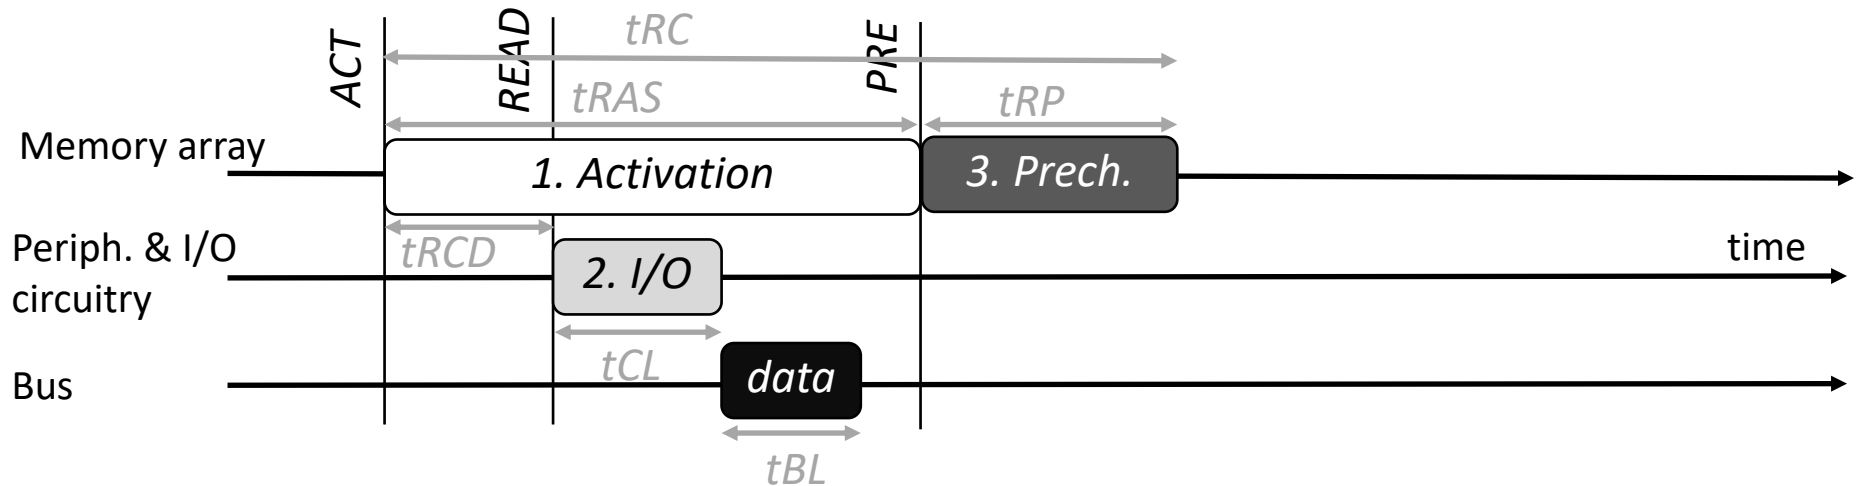 ACT
READ
PRE
tRC
tRAS
tRP
Memory array
1. Activation
3. Prech.
Periph. & I/O
circuitry
tRCD
2. I/O
time
tCL
Bus
data
tBL